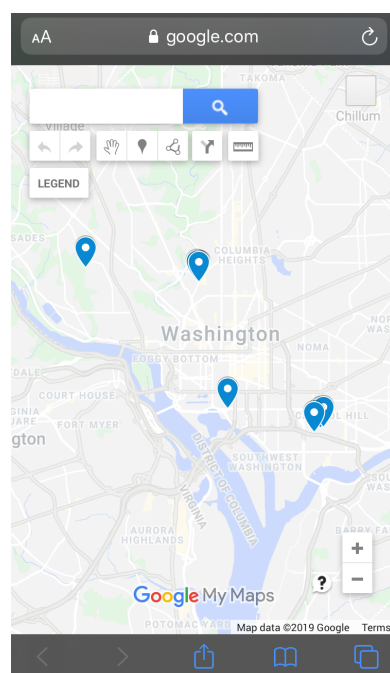 AA google.com
TAKOMA
Chillum
Village
LEGEND
SADES
COLUMBIA
HEIGHTS
Washington
NOMA
FOGGY BOTTOM
DALE
COURT HOUSE
FORT MYER
gton
SOUTHWEST
WASHINGTON
DISTRICT OF COLUMBIA
VIRGINIA
AURORA
HIGHLANDS
BARRY FA
+
?
−
Google My Maps
POTOMAC YARD
Map data ©2019 Google Terms